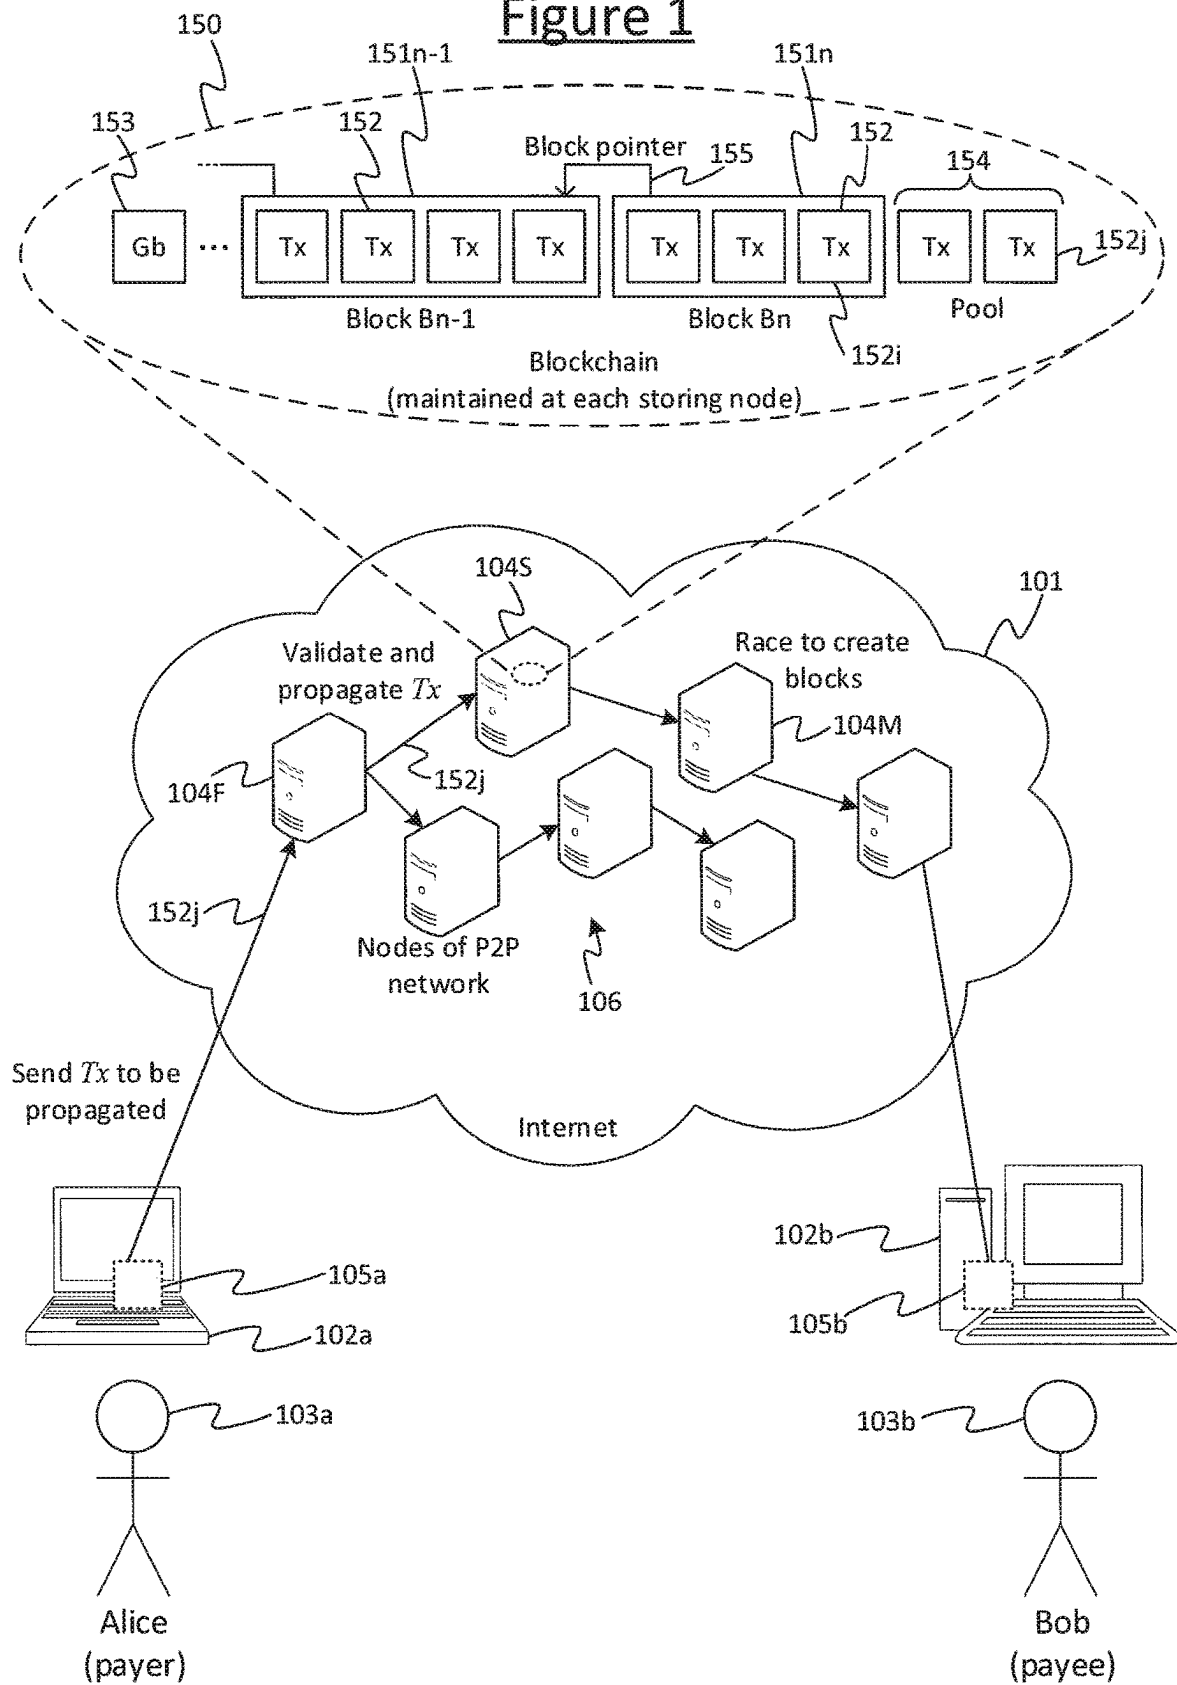 Figure 1
150
151n-1
151n
153
152
Block pointer
155
152
154
Gb
...
Tx
Tx
Tx
Tx
Tx
Tx
Tx
Tx
Tx
152j
Block Bn-1
Block Bn
Pool
152i
Blockchain
(maintained at each storing node)
104S
101
Validate and
propagate Tx
Race to create
blocks
104M
104F
152j
152j
Nodes of P2P
network
106
Send Tx to be
propagated
Internet
102b
105a
105b
102a
103a
103b
Alice
(payer)
Bob
(payee)